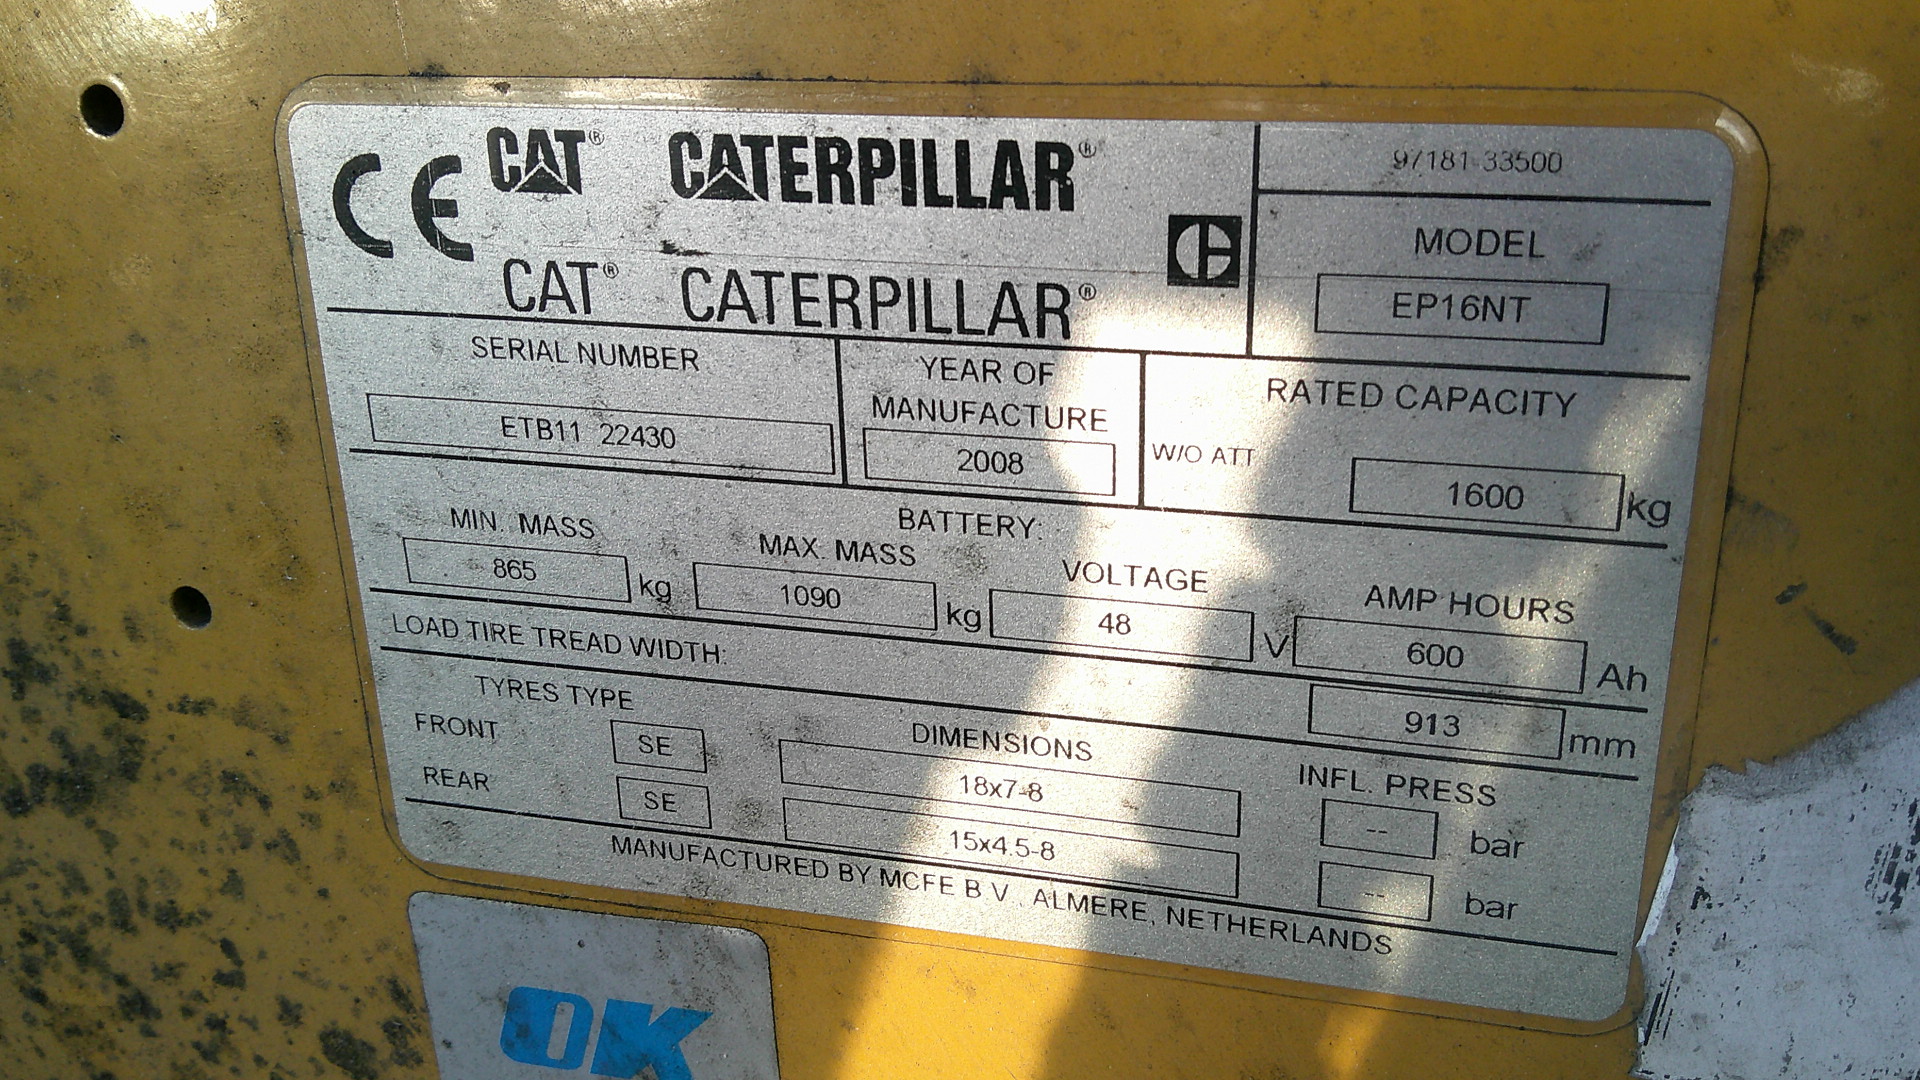 CE CAT® CATERPILLAR®
97181-33500
CAT® CATERPILLAR®
MODEL
EP16NT
SERIAL NUMBER
ETB11 22430
YEAR OF
MANUFACTURE
2008
RATED CAPACITY
W/O ATT
1600 kg
BATTERY:
MIN. MASS
865 kg
MAX. MASS
1090 kg
VOLTAGE
48 V
AMP HOURS
600 Ah
LOAD TIRE TREAD WIDTH:
913 mm
TYRES TYPE
DIMENSIONS
INFL. PRESS
FRONT SE 18x7-8 -- bar
REAR SE 15x4.5-8 -- bar
MANUFACTURED BY MCFE B V , ALMERE, NETHERLANDS
OK